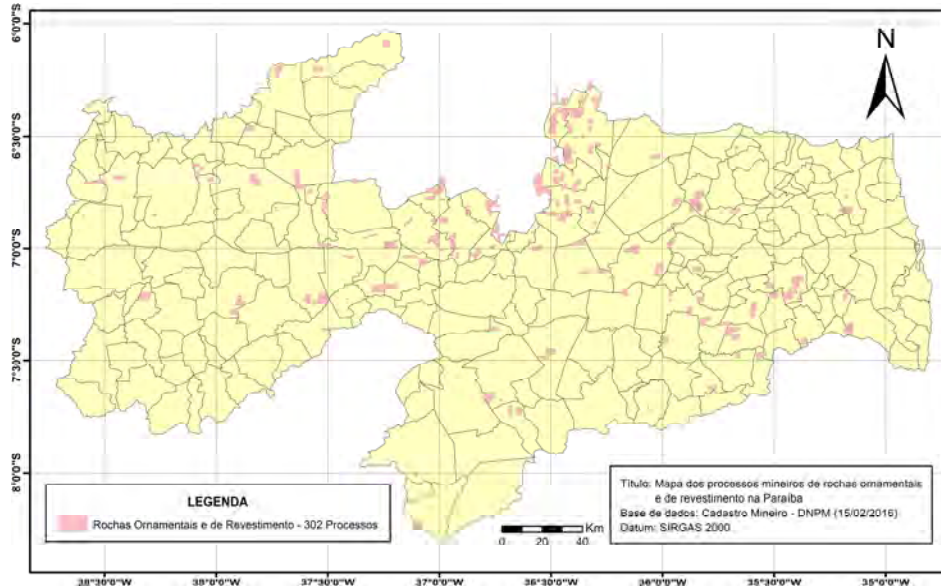 6°0'0"S
6°30'0"S
7°0'0"S
7°30'0"S
8°0'0"S
N
LEGENDA
Rochas Ornamentais e de Revestimento - 302 Processos
Km
0 20 40
Título: Mapa dos processos mineiros de rochas ornamentais
e de revestimento na Paraíba
Base de dados: Cadastro Mineiro - DNPM (15/02/2016)
Datum: SIRGAS 2000
38°30'0"W 38°0'0"W 37°30'0"W 37°0'0"W 36°30'0"W 36°0'0"W 35°30'0"W 35°0'0"W